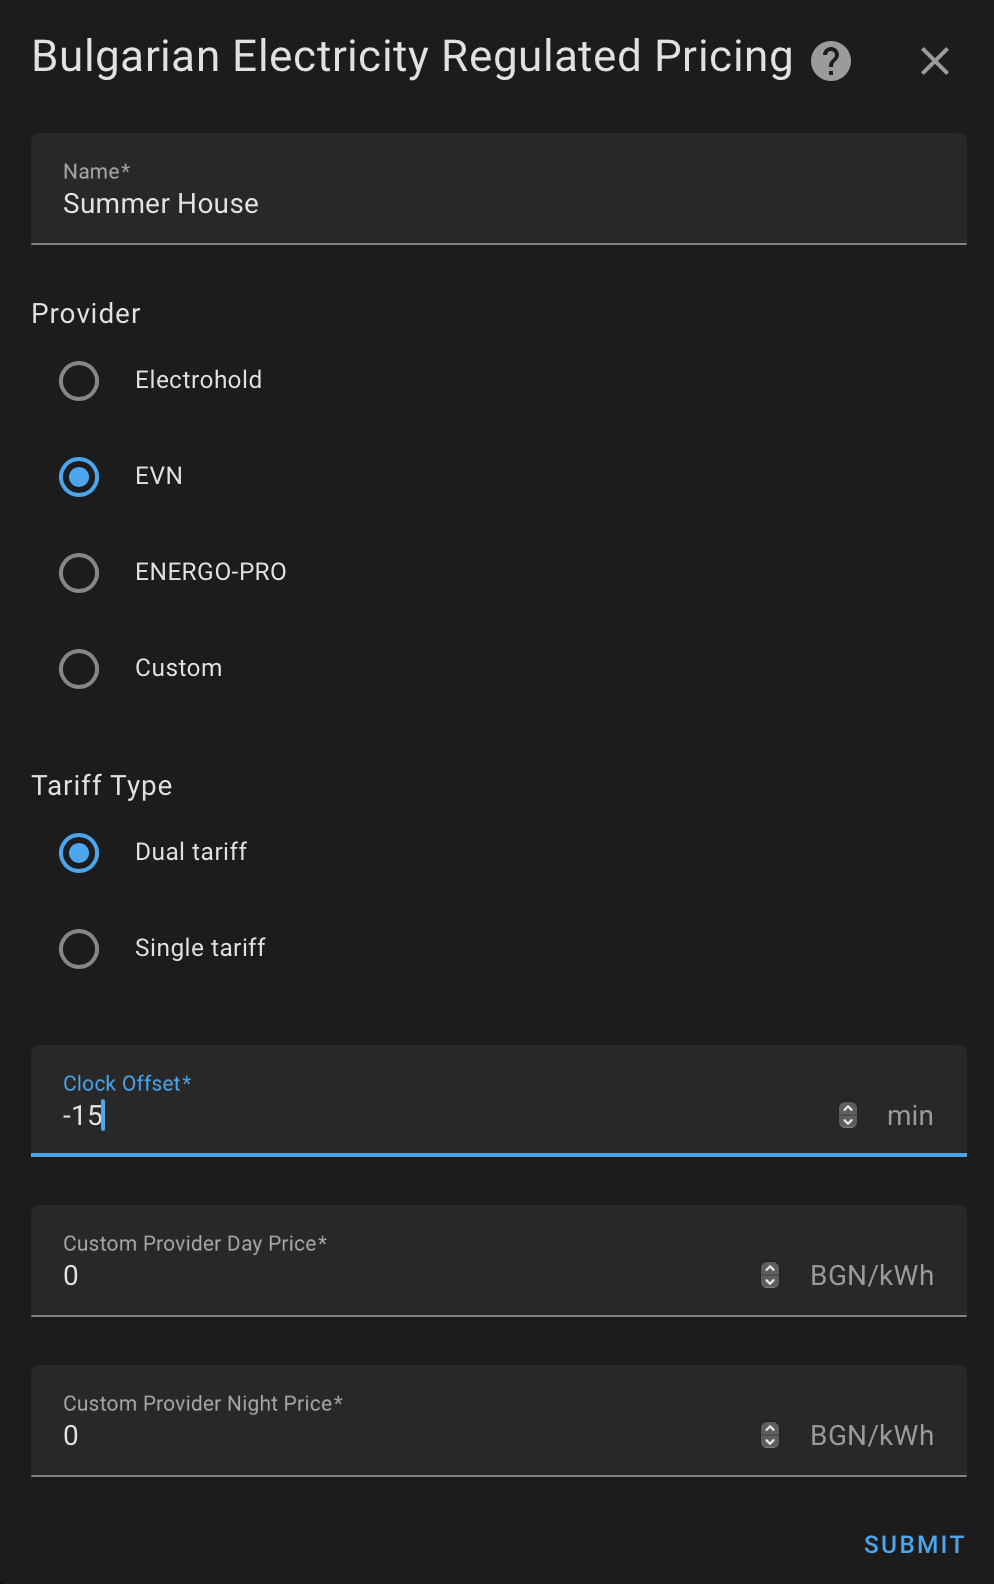 Bulgarian Electricity Regulated Pricing ?
Name*
Summer House
Provider
Electrohold
EVN
ENERGO-PRO
Custom
Tariff Type
Dual tariff
Single tariff
Clock Offset*
-15 min
Custom Provider Day Price*
0 BGN/kWh
Custom Provider Night Price*
0 BGN/kWh
SUBMIT